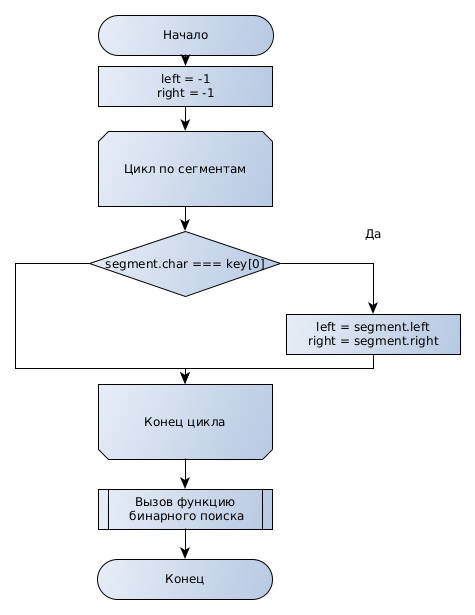 Начало
left = -1
right = -1
Цикл по сегментам
Да
segment.char === key[0]
left = segment.left
right = segment.right
Конец цикла
Вызов функцию
бинарного поиска
Конец